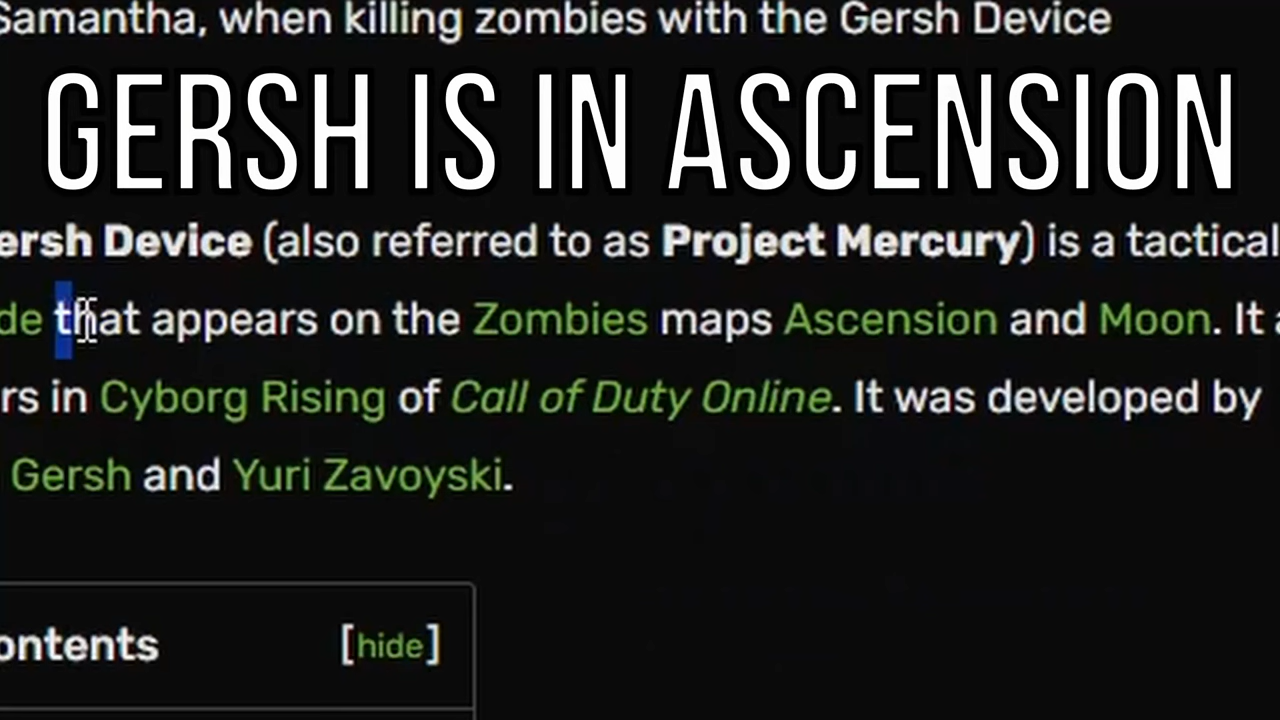 Samantha, when killing zombies with the Gersh Device
GERSH IS IN ASCENSION
ersh Device (also referred to as Project Mercury) is a tactical
de that appears on the Zombies maps Ascension and Moon. It a
rs in Cyborg Rising of Call of Duty Online. It was developed by
Gersh and Yuri Zavoyski.
ontents [hide]